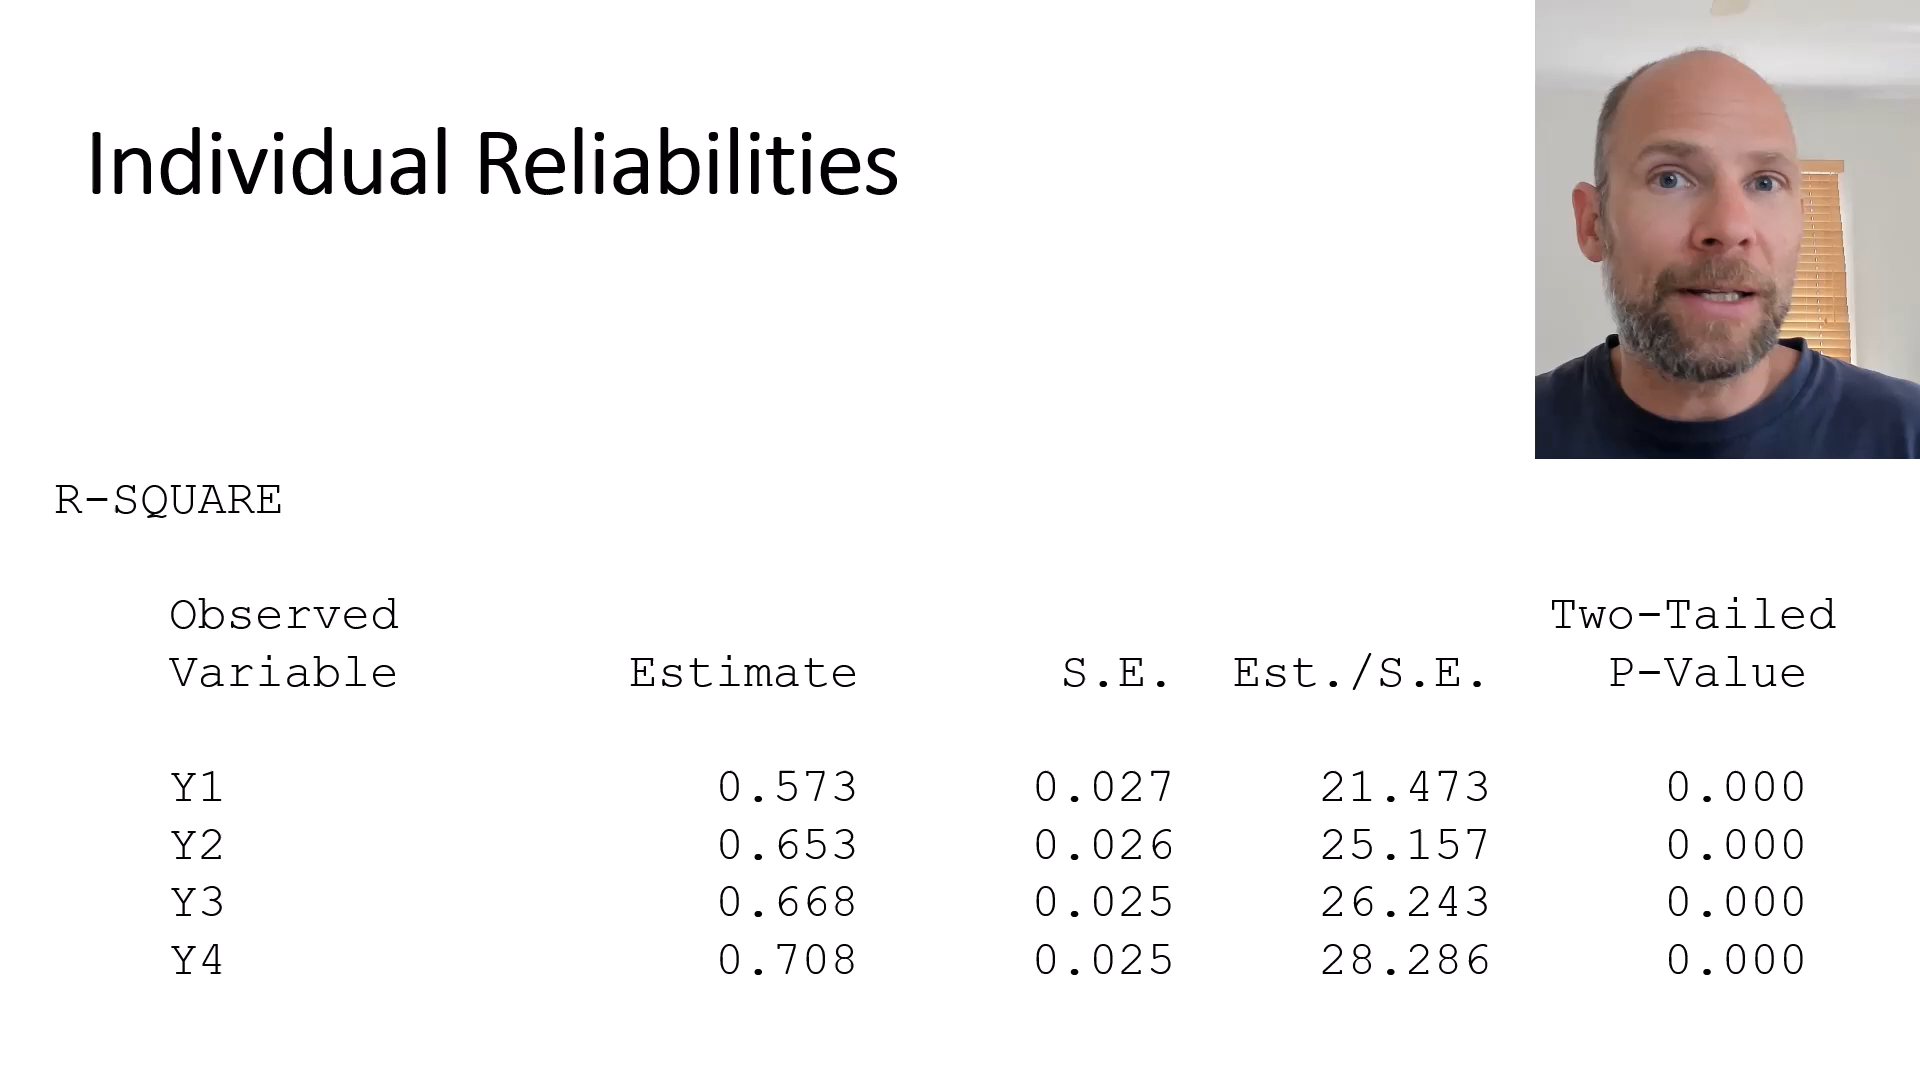 Individual Reliabilities
R-SQUARE
Observed Two-Tailed
Variable Estimate S.E. Est./S.E. P-Value
Y1 0.573 0.027 21.473 0.000
Y2 0.653 0.026 25.157 0.000
Y3 0.668 0.025 26.243 0.000
Y4 0.708 0.025 28.286 0.000